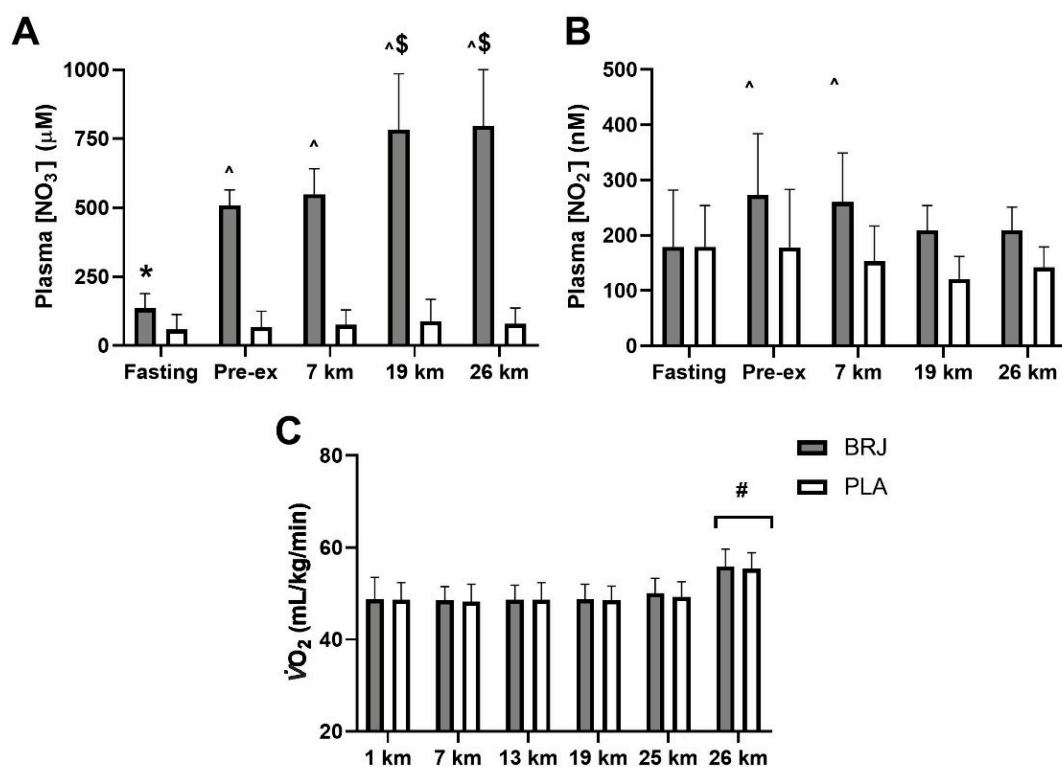 A
Plasma [NO3] (μM)
1000
750
500
250
0
* ^ ^ ^$ ^$
Fasting Pre-ex 7 km 19 km 26 km
B
Plasma [NO2] (nM)
500
400
300
200
100
0
^ ^
Fasting Pre-ex 7 km 19 km 26 km
C
V̇O2 (mL/kg/min)
80
60
40
20
#
1 km 7 km 13 km 19 km 25 km 26 km
BRJ
PLA